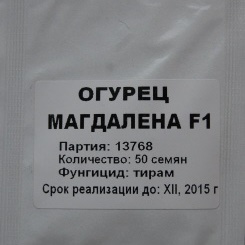 ОГУРЕЦ
МАГДАЛЕНА F1
Партия: 13768
Количество: 50 семян
Фунгицид: тирам
Срок реализации до: XII, 2015 г